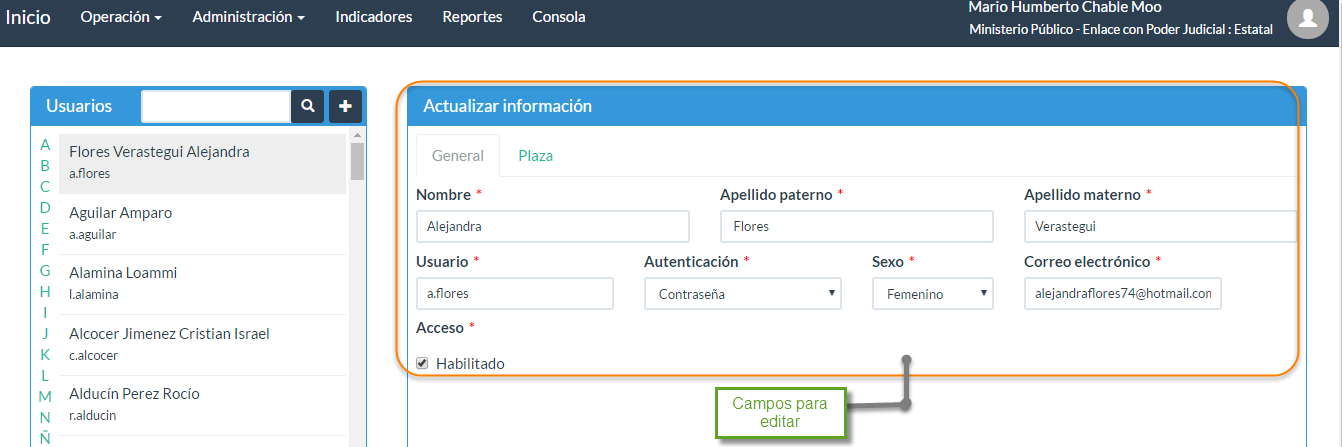 Inicio Operación Administración Indicadores Reportes Consola
Mario Humberto Chable Moo
Ministerio Público - Enlace con Poder Judicial : Estatal
Usuarios
A
B
C
D
E
F
G
H
I
J
K
L
M
N
Ñ
Flores Verastegui Alejandra
a.flores
Aguilar Amparo
a.aguilar
Alamina Loammi
l.alamina
Alcocer Jimenez Cristian Israel
c.alcocer
Alducín Perez Rocío
r.alducin
Actualizar información
General Plaza
Nombre * Apellido paterno * Apellido materno *
Alejandra Flores Verastegui
Usuario * Autenticación * Sexo * Correo electrónico *
a.flores Contraseña Femenino alejandraflores74@hotmail.com
Acceso *
Habilitado
Campos para
editar